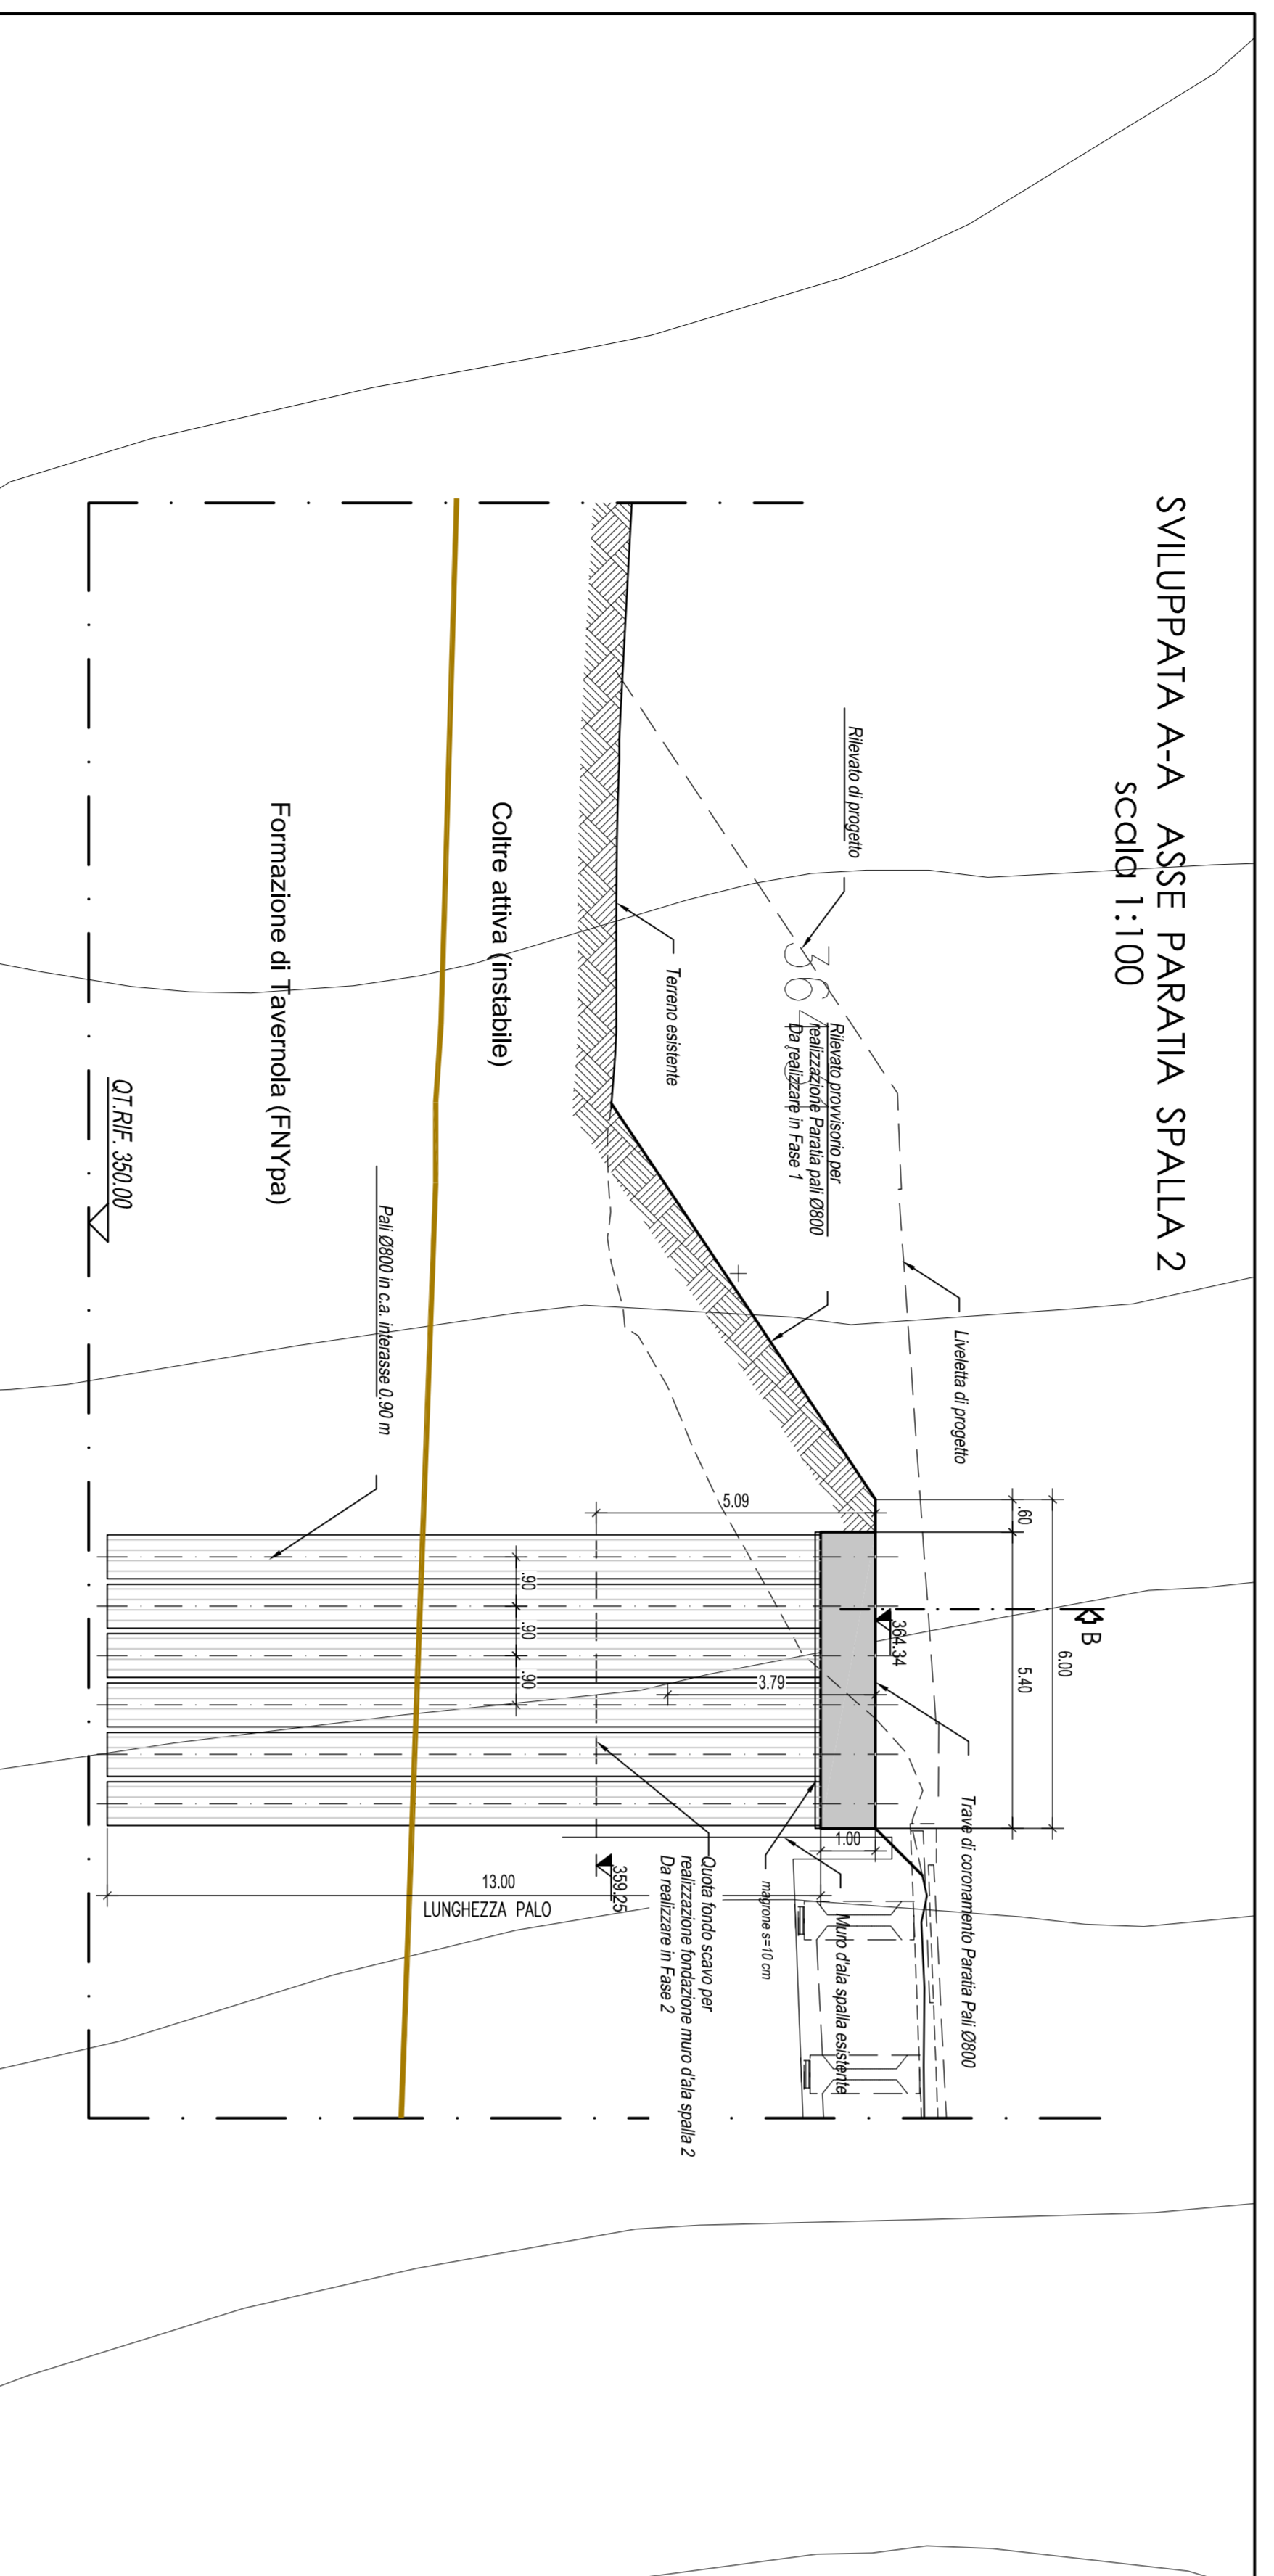 SVILUPPATA A-A ASSE PARATIA SPALLA 2
scala 1:100
Rilevato di progetto
Terreno esistente
Rilevato provvisorio per
realizzazione Paratia pali Ø800
Da realizzare in Fase 1
Liveletta di progetto
Coltre attiva (instabile)
Formazione di Tavernola (FNYpa)
QT.RIF. 350.00
Pali Ø800 in c.a. interasse 0.90 m
B
6.00
.60
5.40
364.34
5.09
3.79
.90
.90
.90
1.00
Trave di coronamento Paratia Pali Ø800
Muro d'ala spalla esistente
magrone s=10 cm
Quota fondo scavo per
realizzazione fondazione muro d'ala spalla 2
Da realizzare in Fase 2
359.25
13.00
LUNGHEZZA PALO